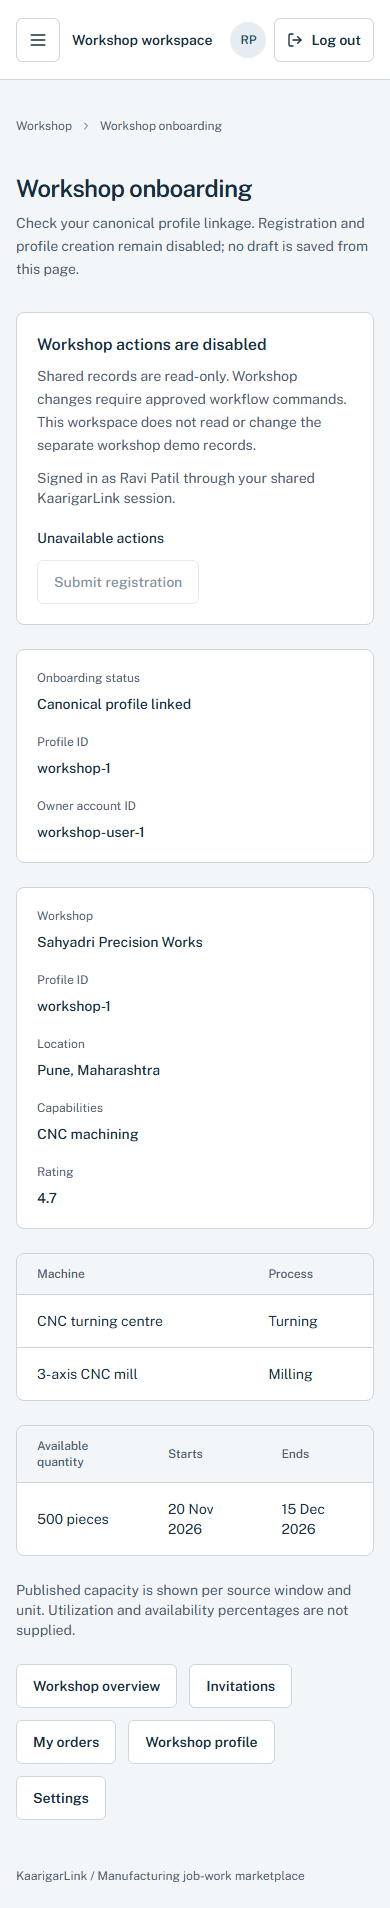 Workshop workspace
RP
Log out
Workshop
Workshop onboarding
Workshop onboarding
Check your canonical profile linkage. Registration and
profile creation remain disabled; no draft is saved from
this page.
Workshop actions are disabled
Shared records are read-only. Workshop
changes require approved workflow commands.
This workspace does not read or change the
separate workshop demo records.
Signed in as Ravi Patil through your shared
KaarigarLink session.
Unavailable actions
Submit registration
Onboarding status
Canonical profile linked
Profile ID
workshop-1
Owner account ID
workshop-user-1
Workshop
Sahyadri Precision Works
Profile ID
workshop-1
Location
Pune, Maharashtra
Capabilities
CNC machining
Rating
4.7
Machine Process
CNC turning centre Turning
3-axis CNC mill Milling
Available
quantity
Starts
Ends
500 pieces
20 Nov
2026
15 Dec
2026
Published capacity is shown per source window and
unit. Utilization and availability percentages are not
supplied.
Workshop overview
Invitations
My orders
Workshop profile
Settings
KaarigarLink / Manufacturing job-work marketplace